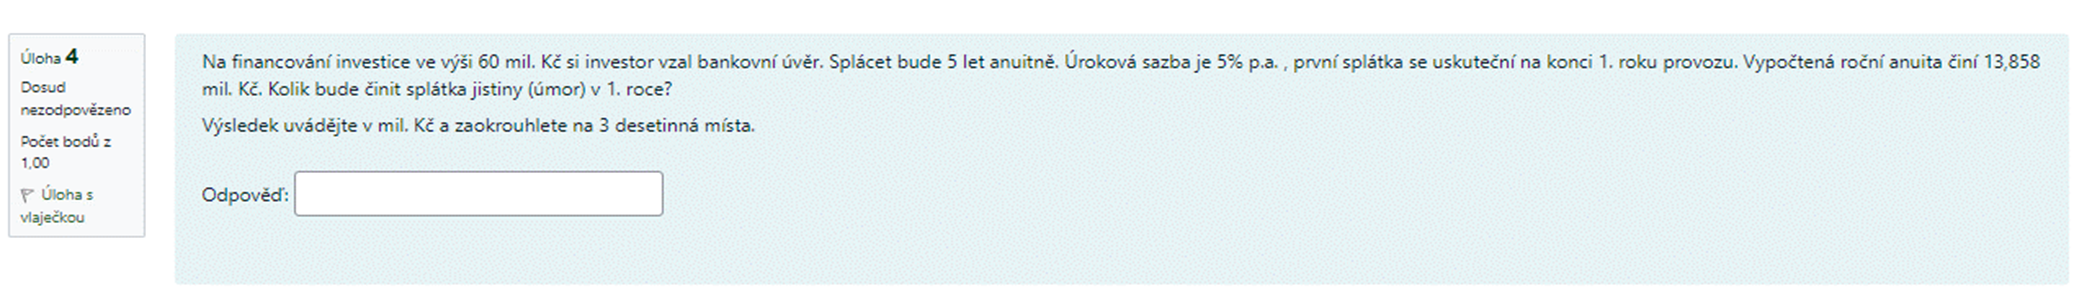 Úloha 4
Dosud
nezodpovězeno
Počet bodů z
1,00
Úloha s
vlaječkou
Na financování investice ve výši 60 mil. Kč si investor vzal bankovní úvěr. Splácet bude 5 let anuitně. Úroková sazba je 5% p.a. , první splátka se uskuteční na konci 1. roku provozu. Vypočtená roční anuita činí 13,858
mil. Kč. Kolik bude činit splátka jistiny (úmor) v 1. roce?
Výsledek uvádějte v mil. Kč a zaokrouhlete na 3 desetinná místa.
Odpověď: